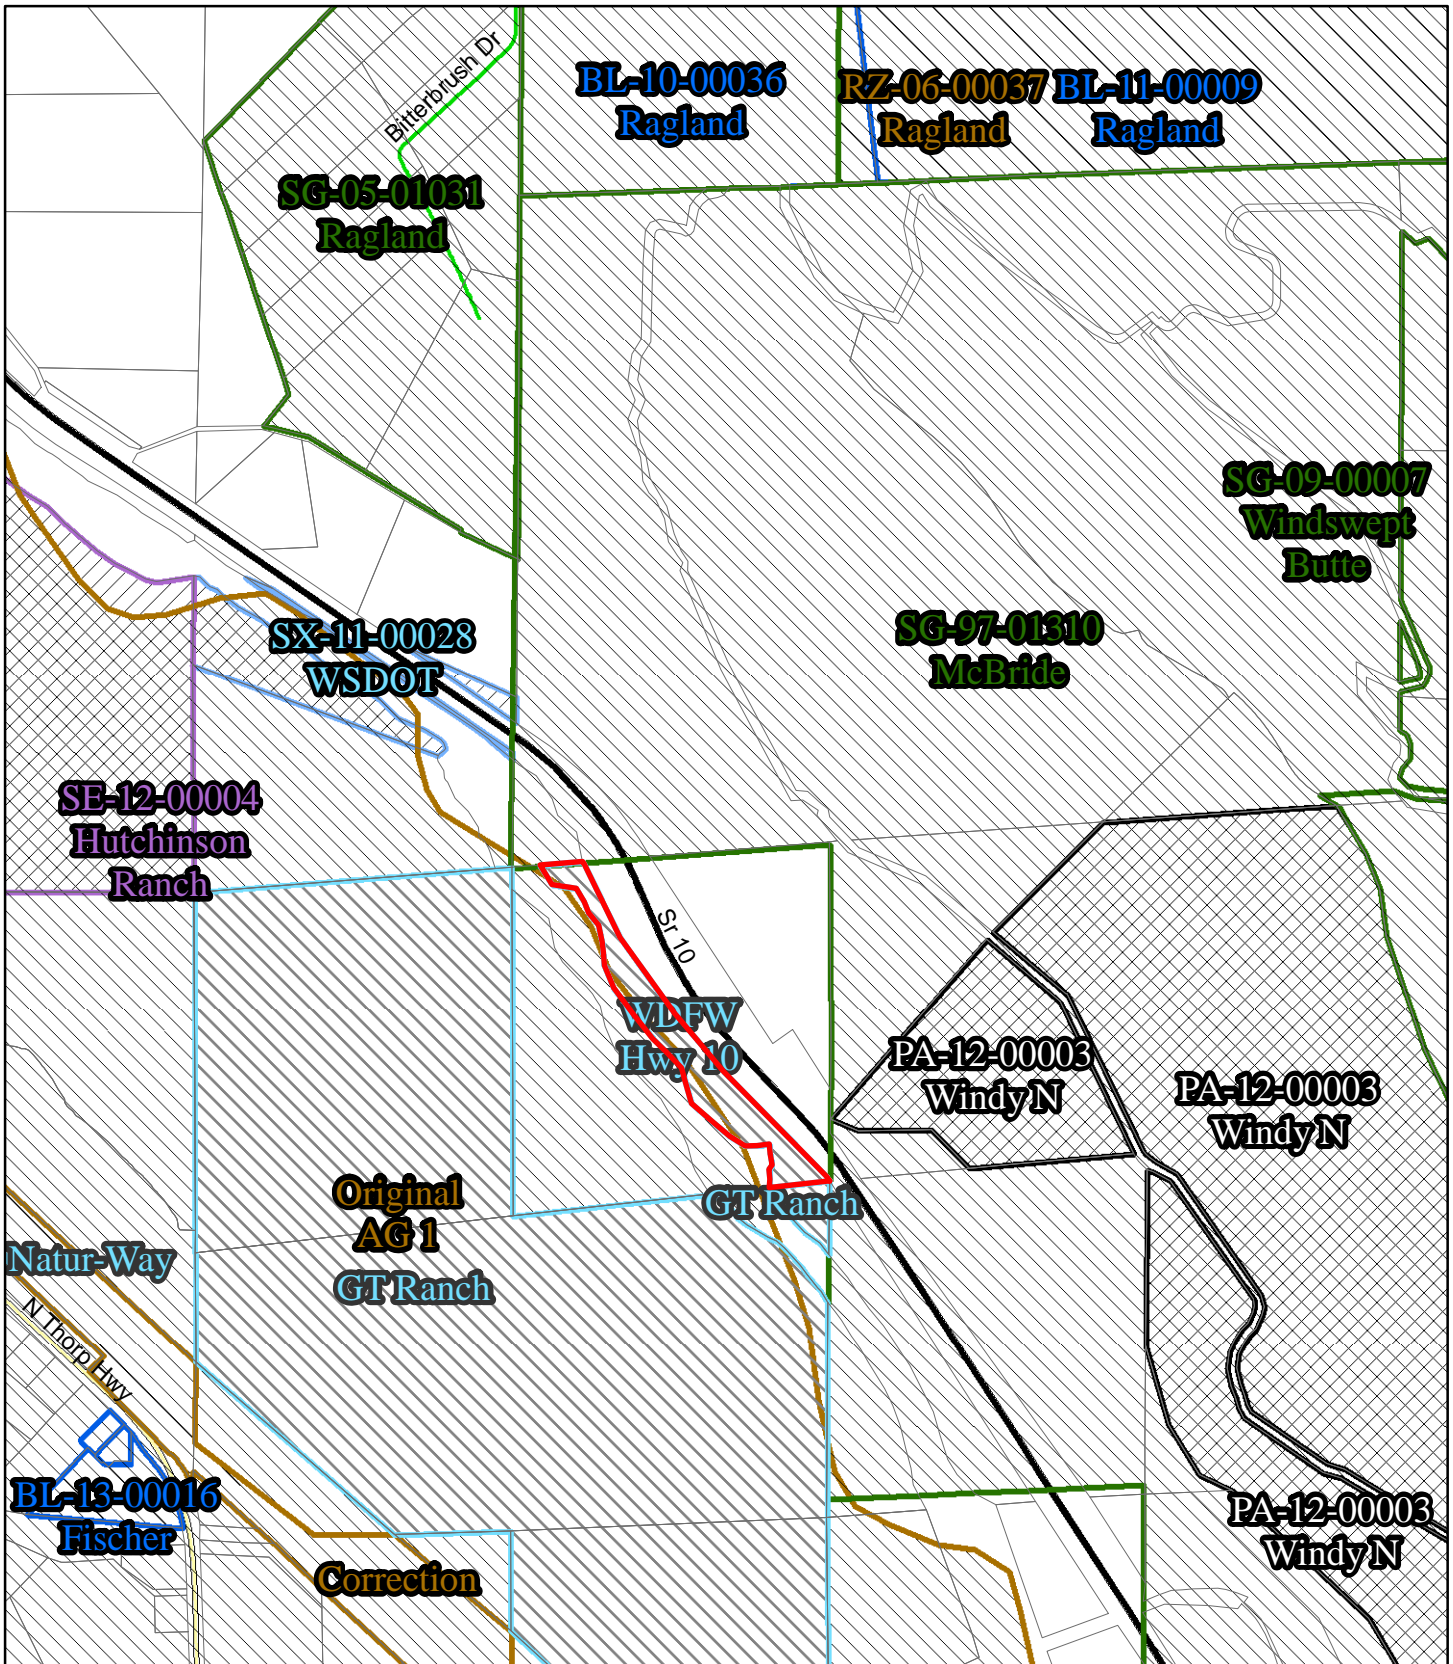 Bitterbrush Dr
BL-10-00036
Ragland
RZ-06-00037
Ragland
BL-11-00009
Ragland
SG-05-01031
Ragland
SG-09-00007
Windswept
Butte
SX-11-00028
WSDOT
SG-97-01310
McBride
SE-12-00004
Hutchinson
Ranch
Sr 10
WDFW
Hwy 10
PA-12-00003
Windy N
PA-12-00003
Windy N
Original
AG 1
GT Ranch
GT Ranch
Natur-Way
N Thorp Hwy
BL-13-00016
Fischer
Correction
PA-12-00003
Windy N